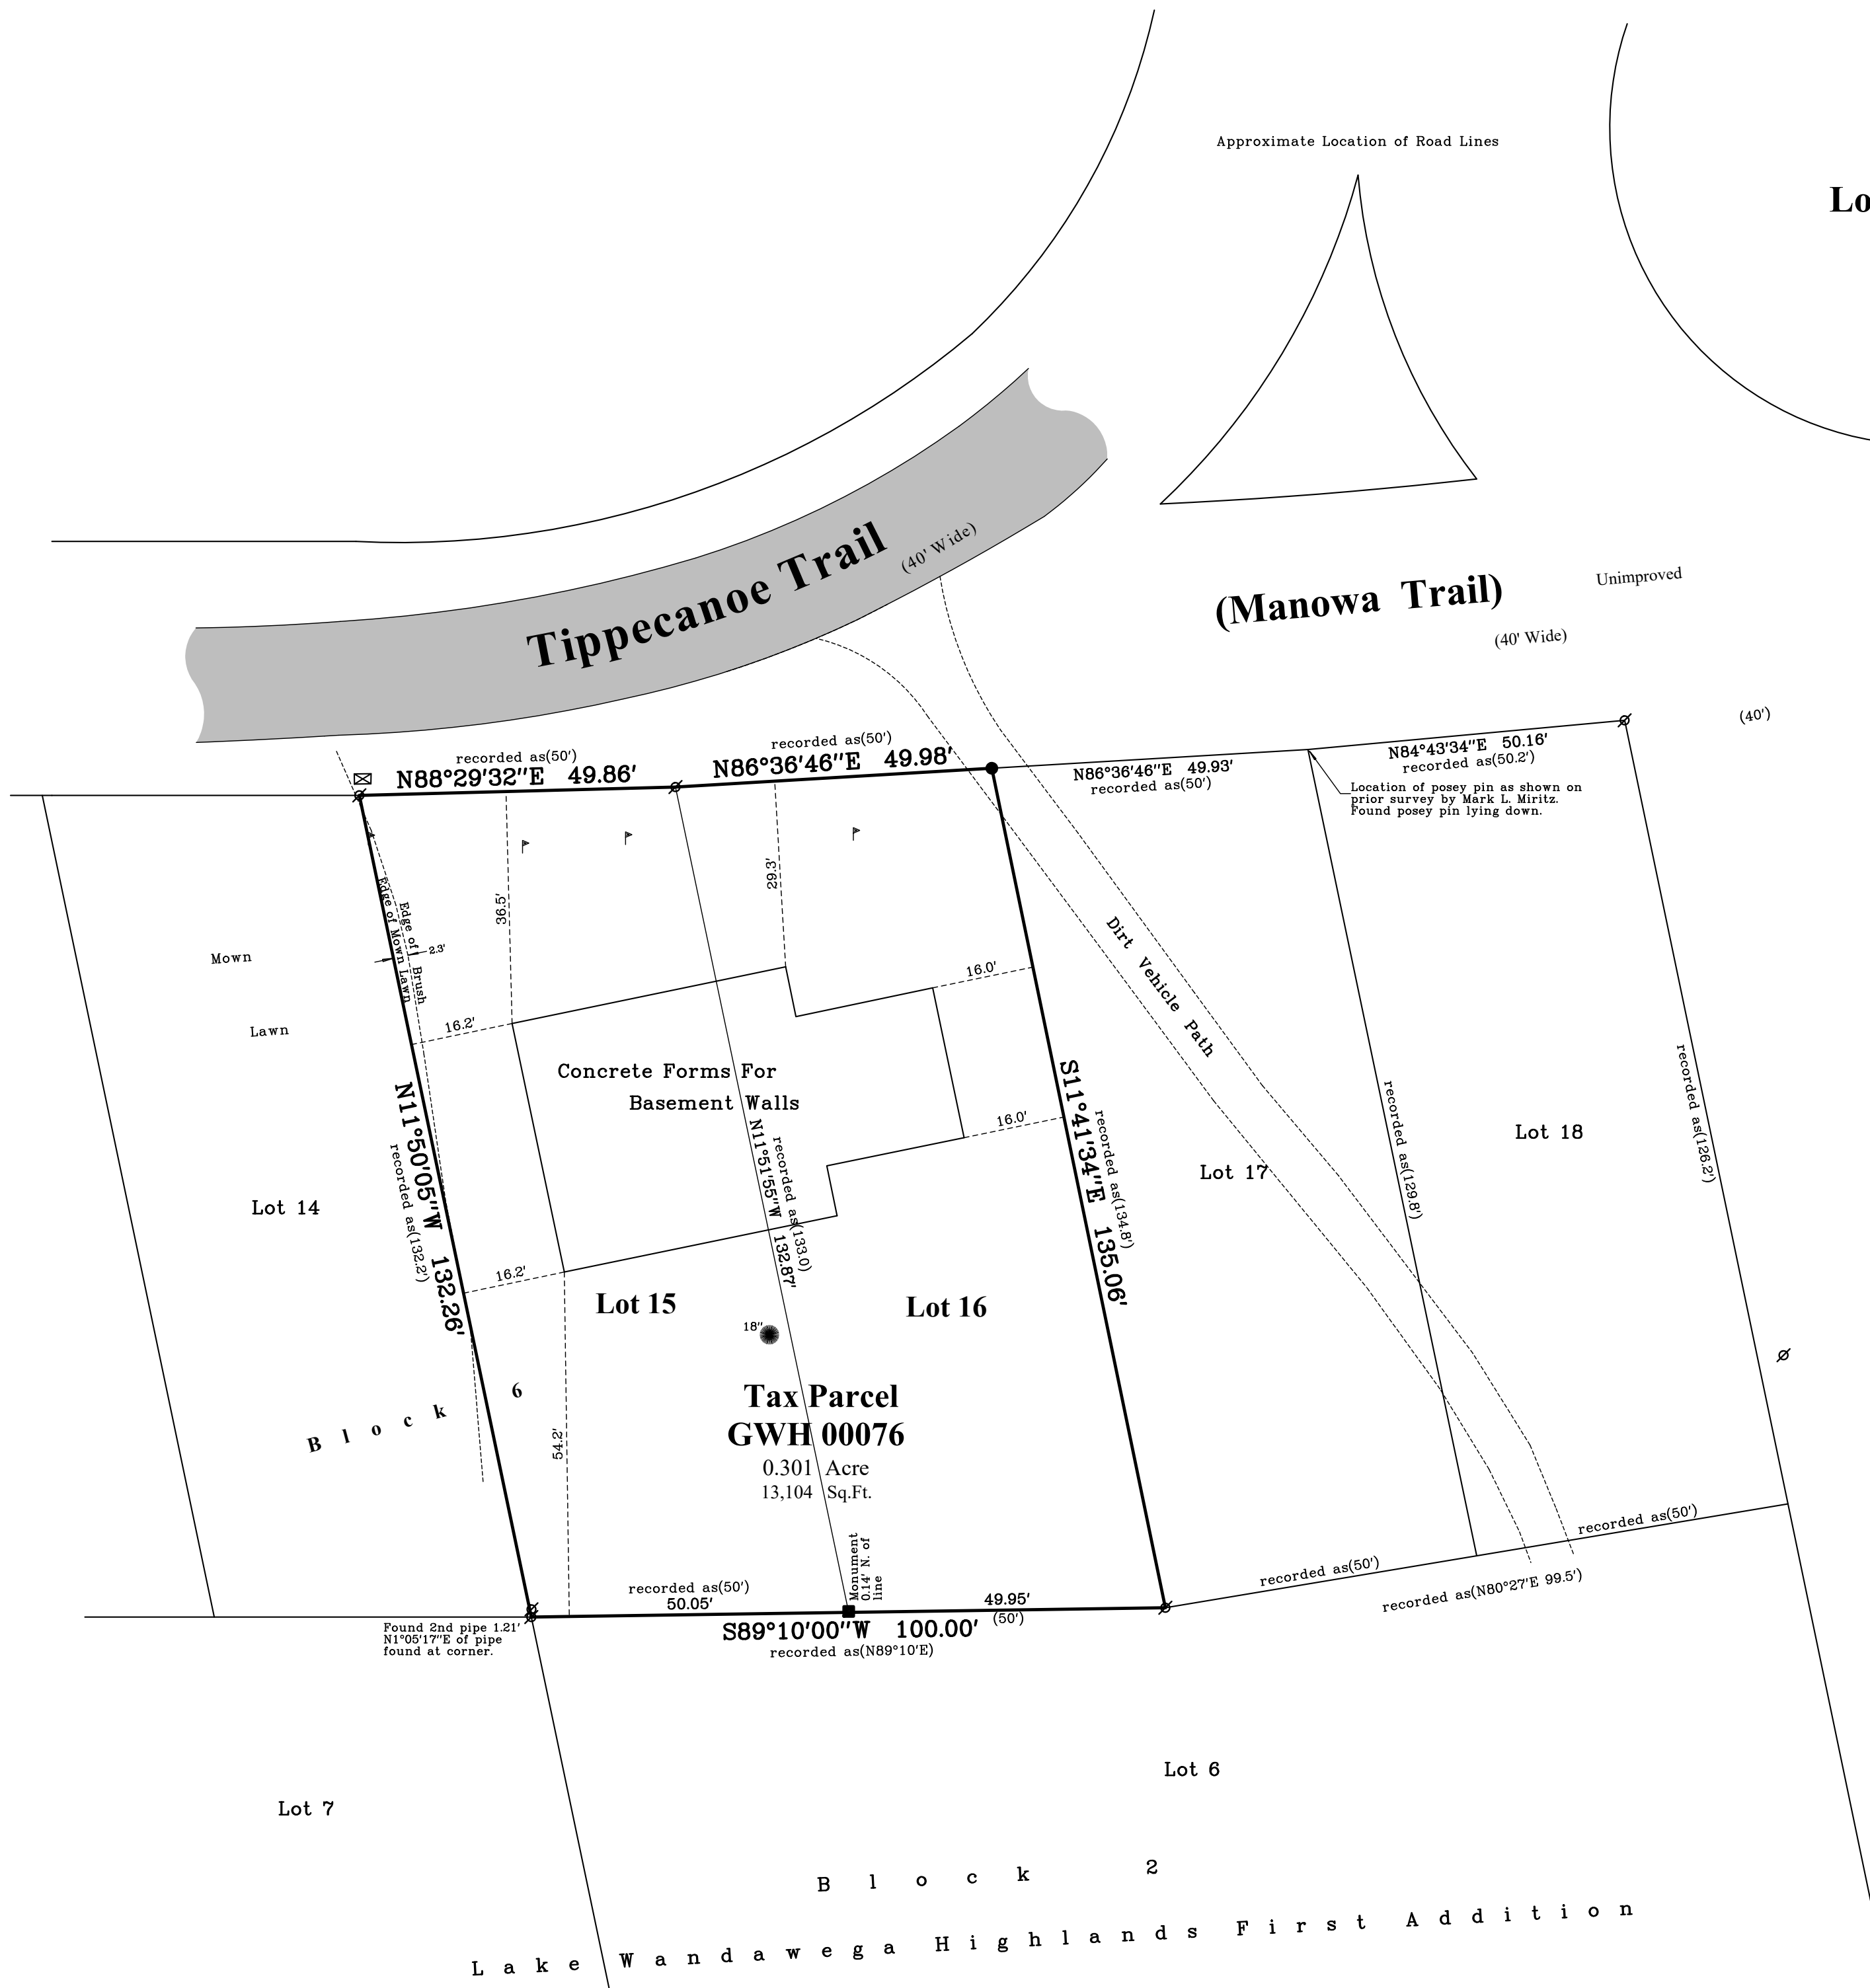 Approximate Location of Road Lines
Lo
Tippecanoe Trail
(40' Wide)
(Manowa Trail)
Unimproved
(40' Wide)
(40')
recorded as(50')
N88°29'32"E 49.86'
recorded as(50')
N86°36'46"E 49.98'
N86°36'46"E 49.93'
recorded as(50')
N84°43'34"E 50.16'
recorded as(50.2')
Location of posey pin as shown on
prior survey by Mark L. Miritz.
Found posey pin lying down.
36.5'
29.3'
Edge of Mown Lawn
Edge of Brush
2.3'
Mown
Lawn
16.2'
16.0'
Dirt Vehicle Path
Concrete Forms For
Basement Walls
16.0'
N11°50'05"W 132.26'
recorded as(132.2')
N11°51'55"W 132.87'
recorded as(133.0)
S11°41'34"E 135.06'
recorded as(134.8')
recorded as(129.8')
recorded as(126.2')
Lot 14
Lot 17
Lot 18
16.2'
Lot 15
Lot 16
18"
Block 6
54.2'
Tax Parcel
GWH 00076
0.301 Acre
13,104 Sq.Ft.
Monument
0.14' N. of
line
recorded as(50')
50.05'
49.95'
(50')
S89°10'00"W 100.00'
recorded as(N89°10'E)
recorded as(50')
recorded as(50')
recorded as(N80°27'E 99.5')
Found 2nd pipe 1.21'
N1°05'17"E of pipe
found at corner.
Lot 6
Lot 7
Block 2
Lake Wandawega Highlands First Addition